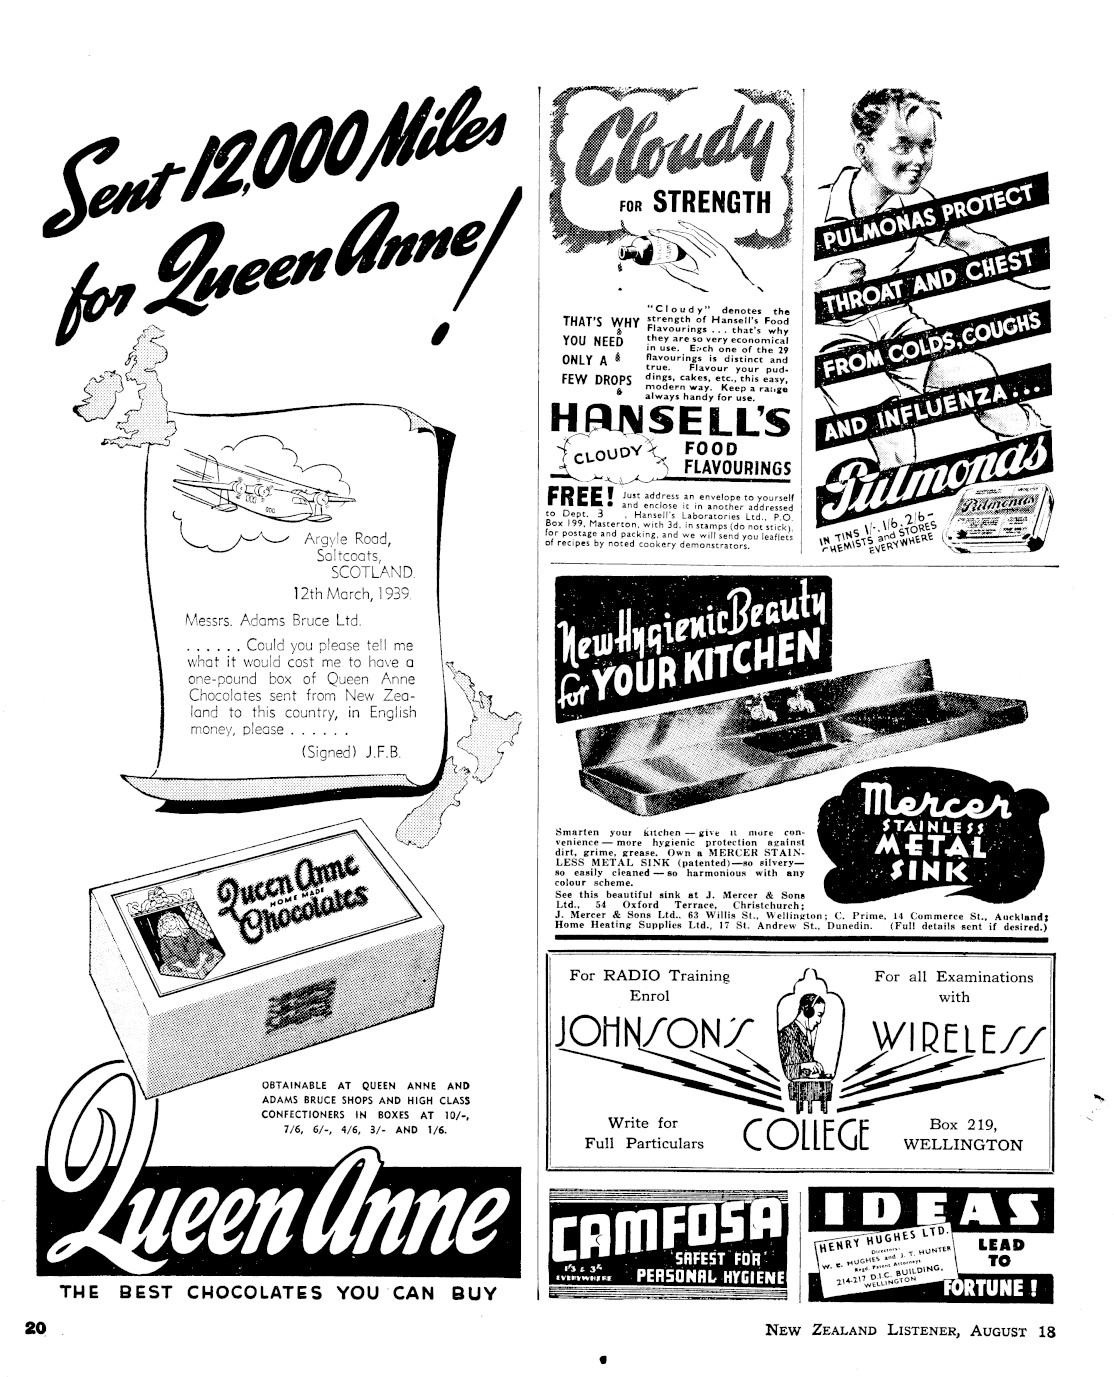 Sent 12,000 Miles
for Queen Anne!
Argyle Road,
Saltcoats,
SCOTLAND.
12th March, 1939.
Messrs. Adams Bruce Ltd.
. . . . . . Could you please tell me
what it would cost me to have a
one-pound box of Queen Anne
Chocolates sent from New Zea-
land to this country, in English
money, please . . . . . .
(Signed) J.F.B.
Queen Anne
HOME MADE
Chocolates
OBTAINABLE AT QUEEN ANNE AND
ADAMS BRUCE SHOPS AND HIGH CLASS
CONFECTIONERS IN BOXES AT 10/-,
7/6, 6/-, 4/6, 3/- AND 1/6.
Queen Anne
THE BEST CHOCOLATES YOU CAN BUY
Cloudy
FOR STRENGTH
THAT'S WHY
YOU NEED
ONLY A
FEW DROPS
"Cloudy" denotes the
strength of Hansell's Food
Flavourings . . . that's why
they are so very economical
in use. Each one of the 29
flavourings is distinct and
true. Flavour your pud-
dings, cakes, etc., this easy,
modern way. Keep a range
always handy for use.
HANSELL'S
CLOUDY
FOOD
FLAVOURINGS
FREE! Just address an envelope to yourself
and enclose it in another addressed
to Dept. 3 , Hansell's Laboratories Ltd., P.O.
Box 199, Masterton, with 3d. in stamps (do not stick),
for postage and packing, and we will send you leaflets
of recipes by noted cookery demonstrators.
PULMONAS PROTECT
THROAT AND CHEST
FROM COLDS, COUGHS
AND INFLUENZA . . .
Pulmonas
Pulmonas
IN TINS 1/-, 1/6, 2/6—
CHEMISTS and STORES
EVERYWHERE
New Hygienic Beauty
for YOUR KITCHEN
Mercer
STAINLESS
METAL
SINK
Smarten your kitchen — give it more con-
venience — more hygienic protection against
dirt, grime, grease. Own a MERCER STAIN-
LESS METAL SINK (patented)—so silvery—
so easily cleaned — so harmonious with any
colour scheme.
See this beautiful sink at J. Mercer & Sons
Ltd., 54 Oxford Terrace, Christchurch;
J. Mercer & Sons Ltd., 63 Willis St., Wellington; C. Prime, 14 Commerce St., Auckland;
Home Heating Supplies Ltd., 17 St. Andrew St., Dunedin. (Full details sent if desired.)
For RADIO Training
Enrol
For all Examinations
with
JOHNSON'S WIRELESS
COLLEGE
Write for
Full Particulars
Box 219,
WELLINGTON
CAMFOSA
1'3 & 3'6
EVERYWHERE
SAFEST FOR
PERSONAL HYGIENE
IDEAS
HENRY HUGHES LTD.
Directors:
W. E. HUGHES and J. T. HUNTER
Regd. Patent Attorneys
214-217 D.I.C. BUILDING,
WELLINGTON
LEAD
TO
FORTUNE!
20
NEW ZEALAND LISTENER, AUGUST 18